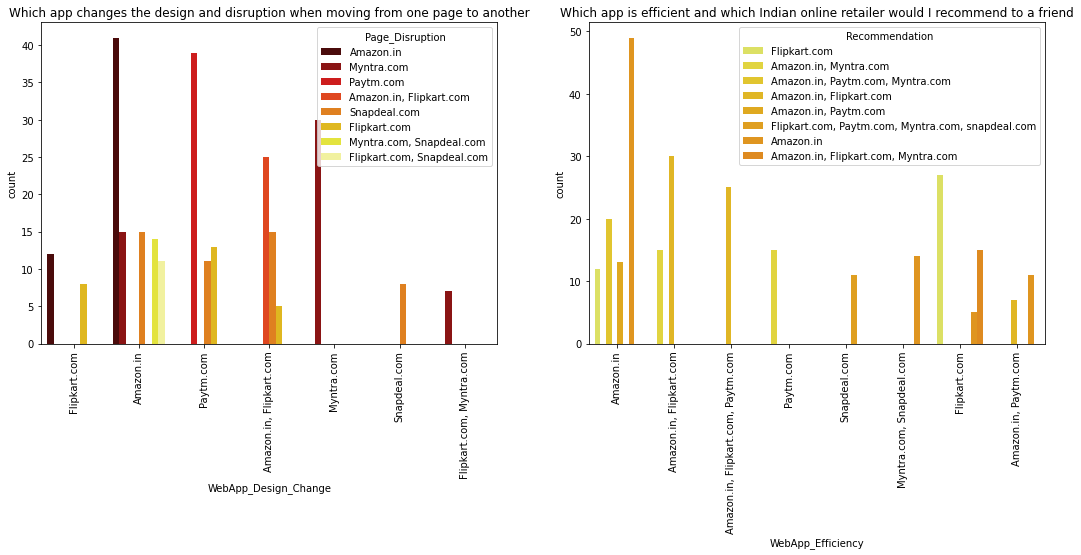 Which app changes the design and disruption when moving from one page to another
count
40
35
30
25
20
15
10
5
0
Page_Disruption
Amazon.in
Myntra.com
Paytm.com
Amazon.in, Flipkart.com
Snapdeal.com
Flipkart.com
Myntra.com, Snapdeal.com
Flipkart.com, Snapdeal.com
Flipkart.com
Amazon.in
Paytm.com
Amazon.in, Flipkart.com
Myntra.com
Snapdeal.com
Flipkart.com, Myntra.com
WebApp_Design_Change
Which app is efficient and which Indian online retailer would I recommend to a friend
count
50
40
30
20
10
0
Recommendation
Flipkart.com
Amazon.in, Myntra.com
Amazon.in, Paytm.com, Myntra.com
Amazon.in, Flipkart.com
Amazon.in, Paytm.com
Flipkart.com, Paytm.com, Myntra.com, snapdeal.com
Amazon.in
Amazon.in, Flipkart.com, Myntra.com
Amazon.in
Amazon.in, Flipkart.com
Amazon.in, Flipkart.com, Paytm.com
Paytm.com
Snapdeal.com
Myntra.com, Snapdeal.com
Flipkart.com
Amazon.in, Paytm.com
WebApp_Efficiency